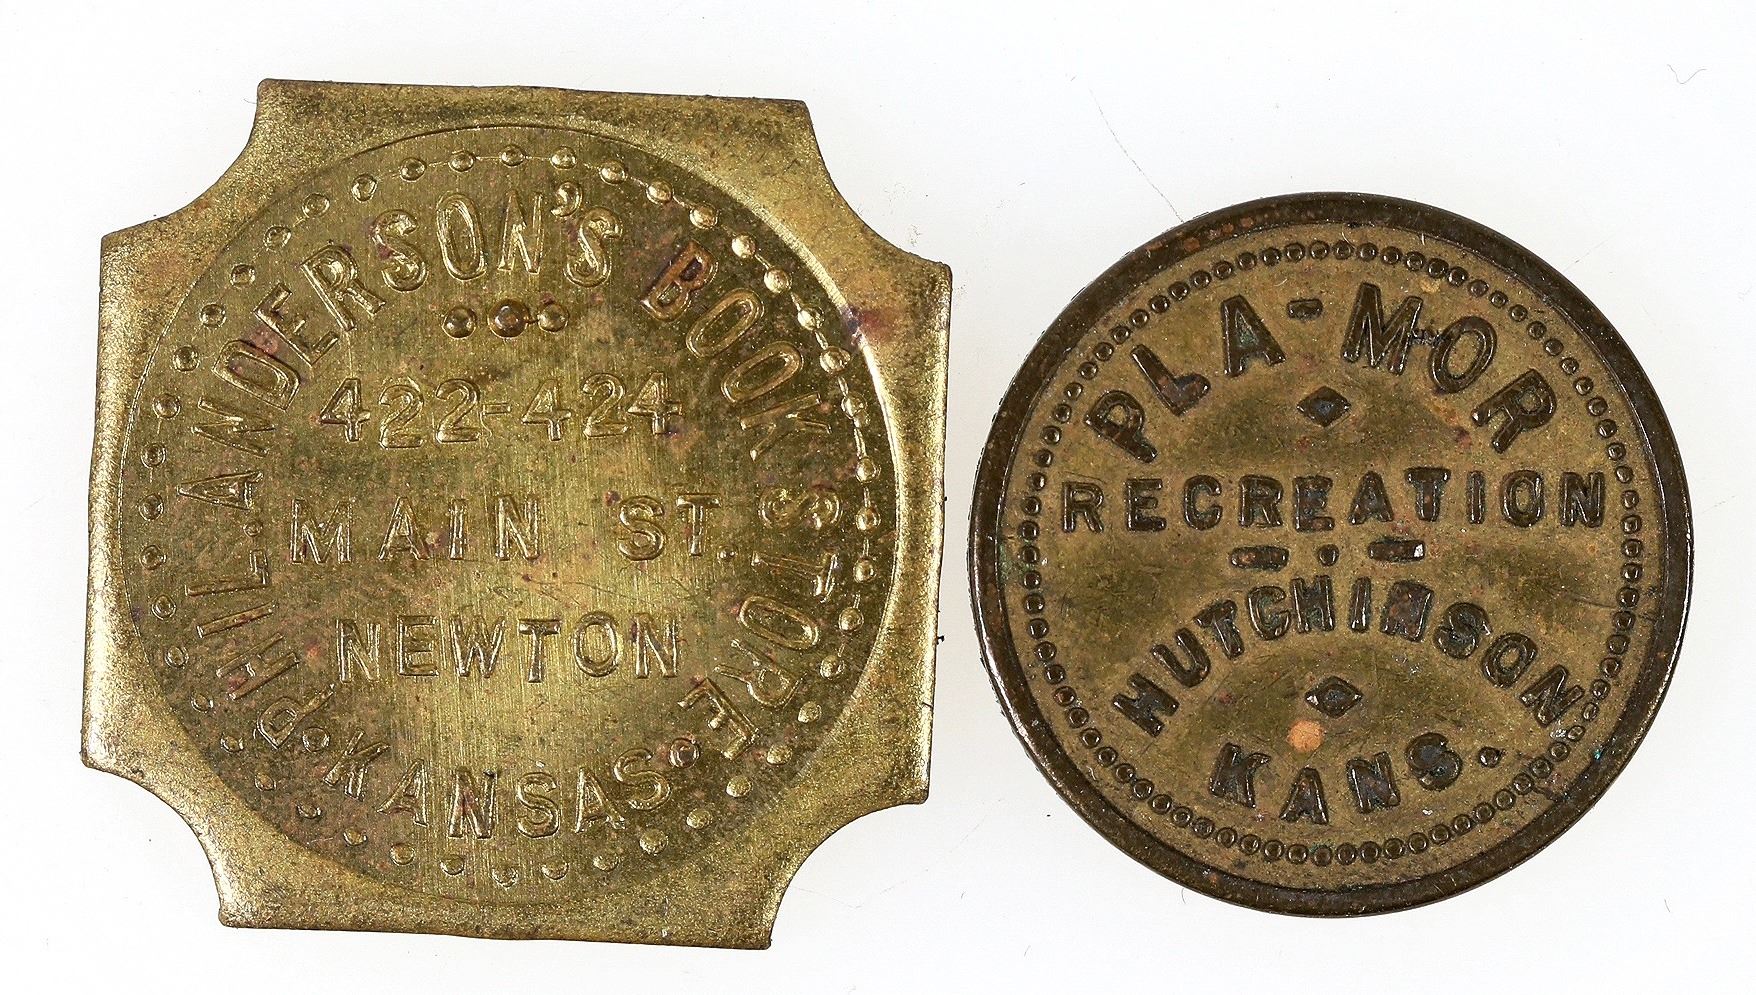 PHIL. ANDERSON'S BOOK STORE
422-424
MAIN ST.
NEWTON
KANSAS
PLA-MOR
RECREATION
HUTCHINSON
KANS.